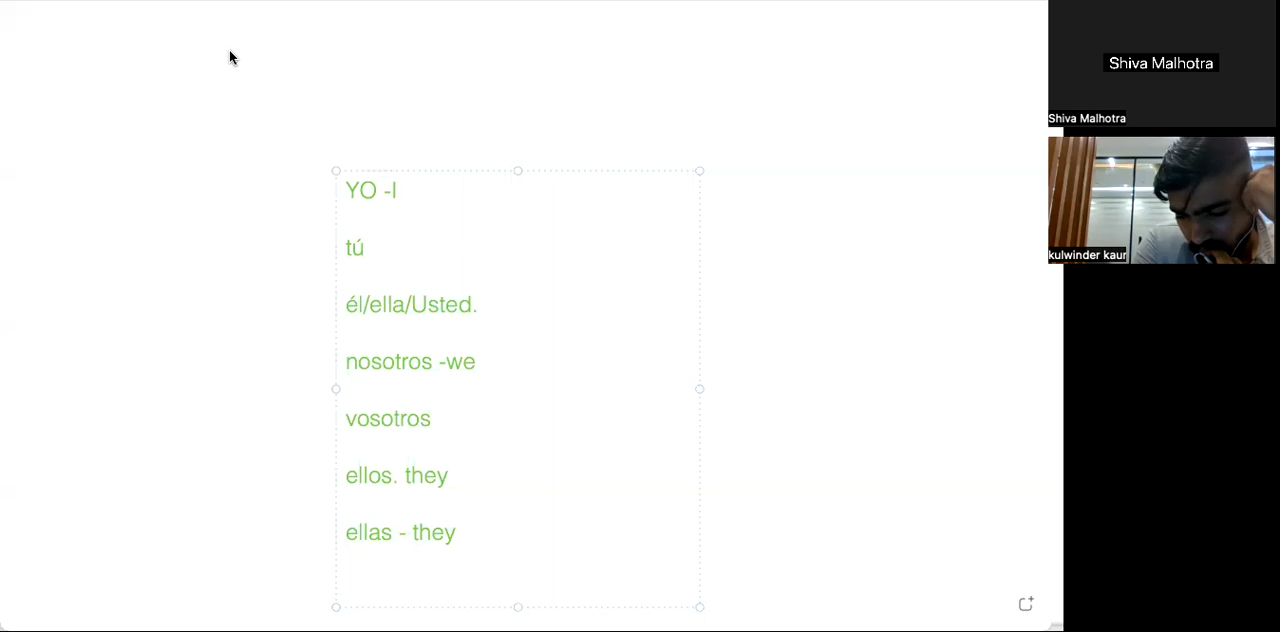 Shiva Malhotra
Shiva Malhotra
kulwinder kaur
YO -I
tú
él/ella/Usted.
nosotros -we
vosotros
ellos. they
ellas - they